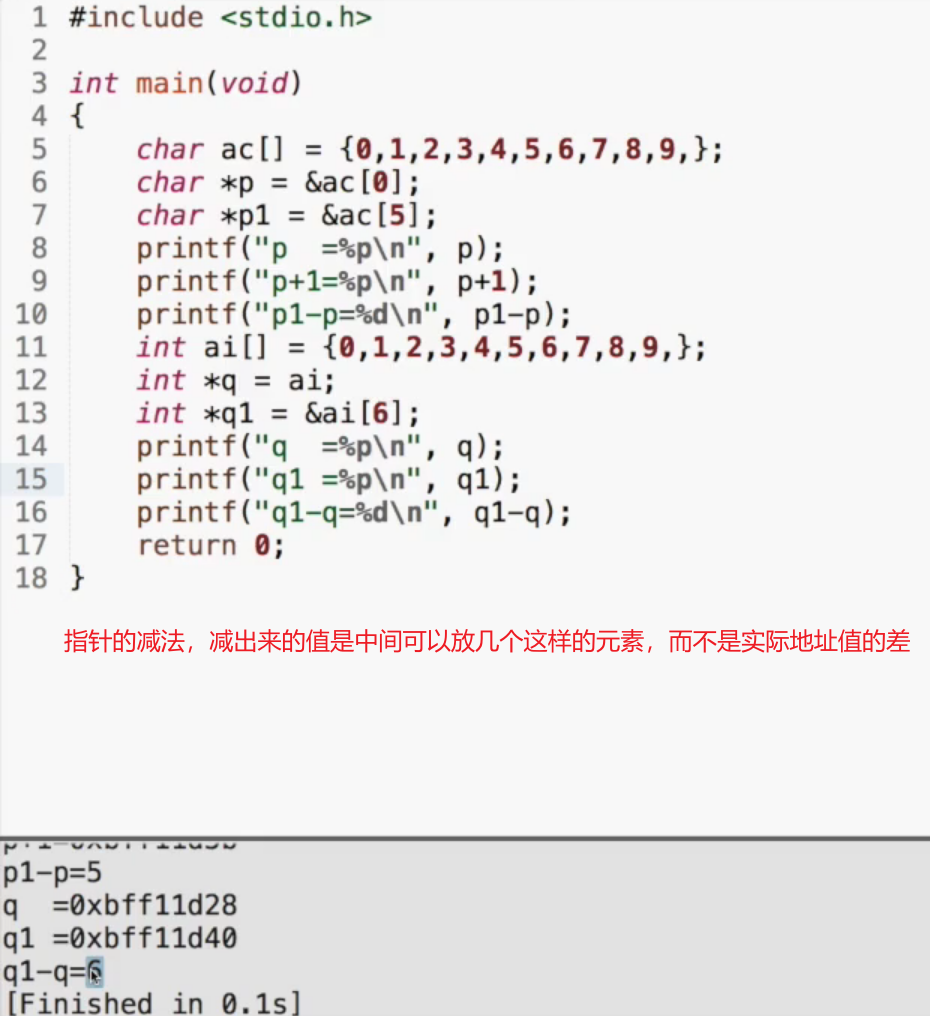 1 #include <stdio.h>
2
3 int main(void)
4 {
5 char ac[] = {0,1,2,3,4,5,6,7,8,9,};
6 char *p = &ac[0];
7 char *p1 = &ac[5];
8 printf("p  =%p\n", p);
9 printf("p+1=%p\n", p+1);
10 printf("p1-p=%d\n", p1-p);
11 int ai[] = {0,1,2,3,4,5,6,7,8,9,};
12 int *q = ai;
13 int *q1 = &ai[6];
14 printf("q  =%p\n", q);
15 printf("q1 =%p\n", q1);
16 printf("q1-q=%d\n", q1-q);
17 return 0;
18 }
指针的减法，减出来的值是中间可以放几个这样的元素，而不是实际地址值的差
p1-p=5
q  =0xbff11d28
q1 =0xbff11d40
q1-q=6
[Finished in 0.1s]